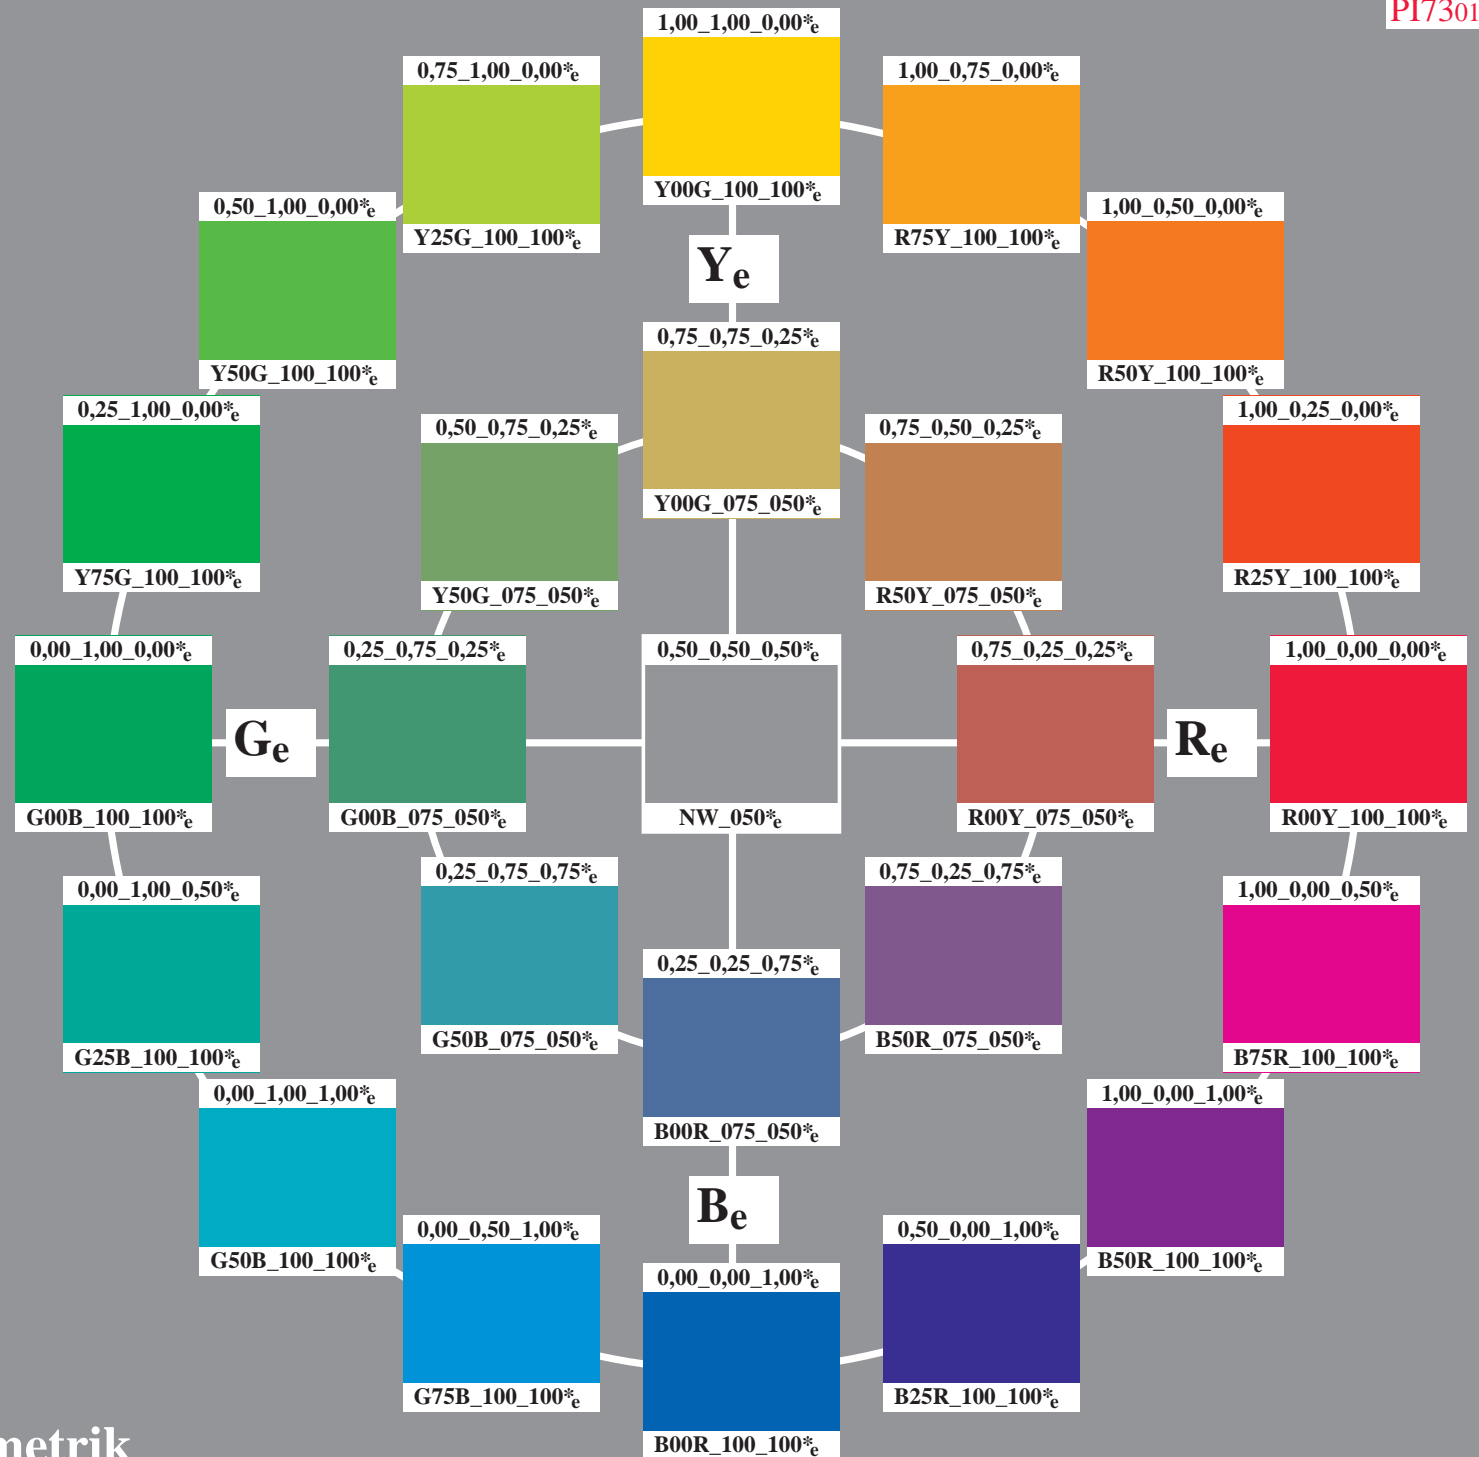 PI7301
1,00_1,00_0,00*e
0,75_1,00_0,00*e
1,00_0,75_0,00*e
Y00G_100_100*e
0,50_1,00_0,00*e
Y25G_100_100*e
R75Y_100_100*e
1,00_0,50_0,00*e
Ye
0,75_0,75_0,25*e
Y50G_100_100*e
R50Y_100_100*e
0,25_1,00_0,00*e
0,50_0,75_0,25*e
0,75_0,50_0,25*e
1,00_0,25_0,00*e
Y00G_075_050*e
Y75G_100_100*e
Y50G_075_050*e
R50Y_075_050*e
R25Y_100_100*e
0,00_1,00_0,00*e
0,25_0,75_0,25*e
0,50_0,50_0,50*e
0,75_0,25_0,25*e
1,00_0,00_0,00*e
Ge
Re
G00B_100_100*e
G00B_075_050*e
NW_050*e
R00Y_075_050*e
R00Y_100_100*e
0,00_1,00_0,50*e
0,25_0,75_0,75*e
0,75_0,25_0,75*e
1,00_0,00_0,50*e
0,25_0,25_0,75*e
G25B_100_100*e
G50B_075_050*e
B50R_075_050*e
B75R_100_100*e
0,00_1,00_1,00*e
1,00_0,00_1,00*e
B00R_075_050*e
Be
0,00_0,50_1,00*e
0,50_0,00_1,00*e
G50B_100_100*e
B50R_100_100*e
0,00_0,00_1,00*e
G75B_100_100*e
B25R_100_100*e
metrik
B00R_100_100*e